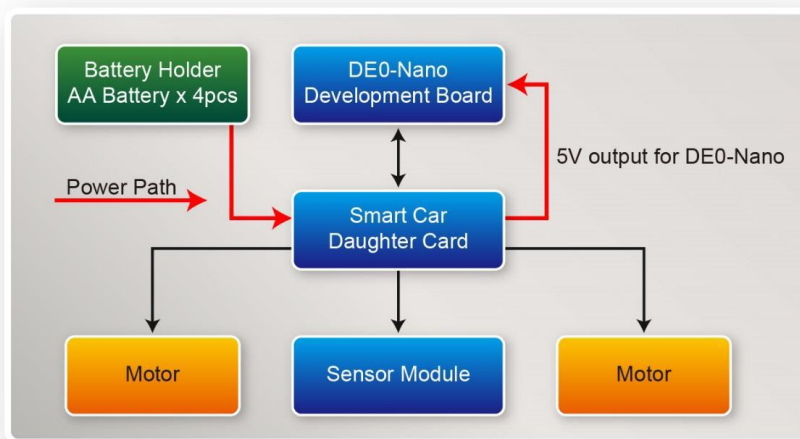 Battery Holder
AA Battery x 4pcs
DE0-Nano
Development Board
5V output for DE0-Nano
Power Path
Smart Car
Daughter Card
Motor
Sensor Module
Motor